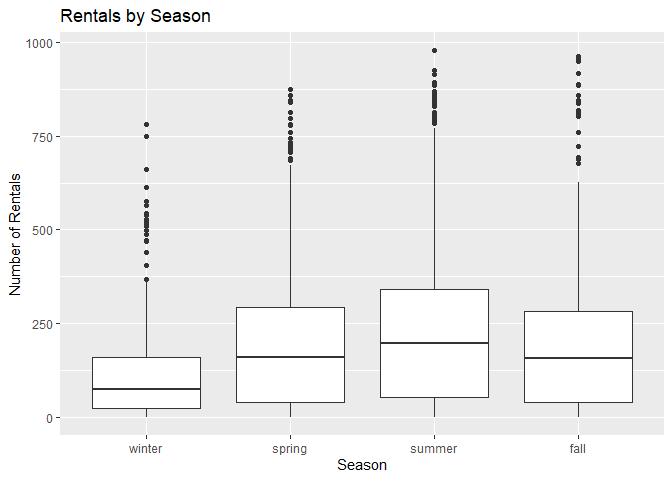 Rentals by Season
Number of Rentals
1000
750
500
250
0
winter spring summer fall
Season